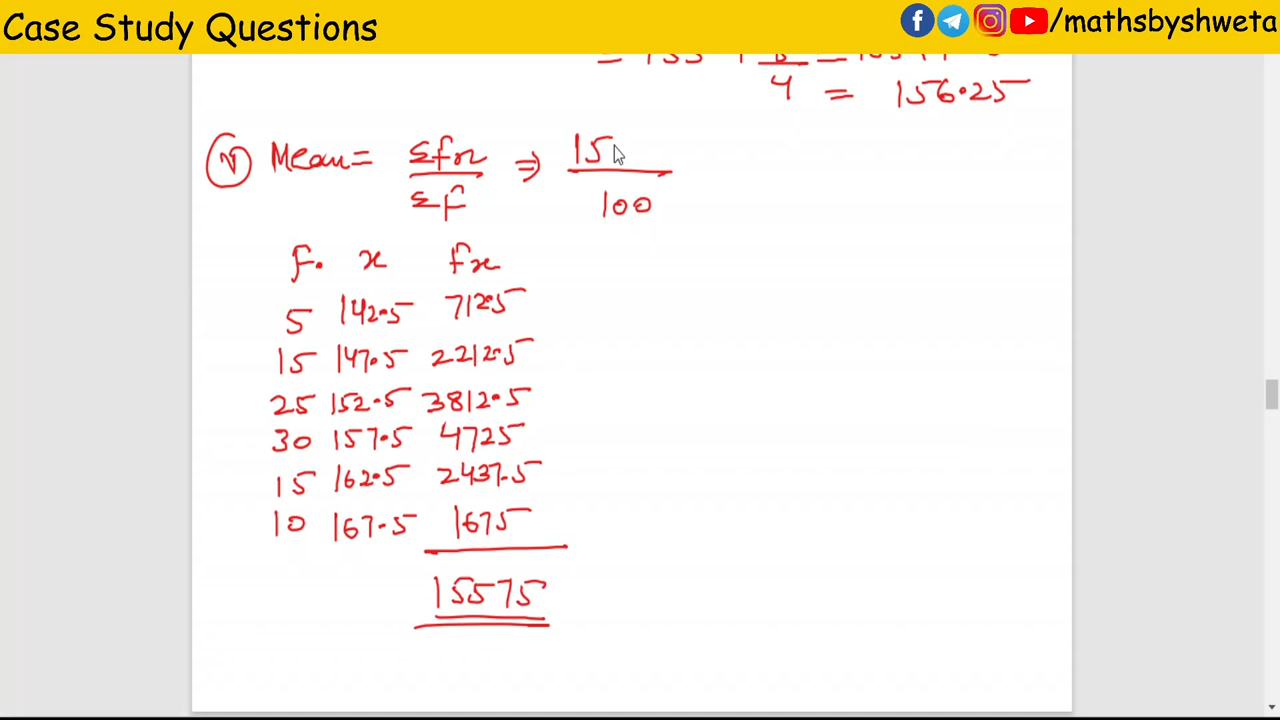 Case Study Questions
/mathsbyshweta
= 156.25
(v) Mean = Σfx / Σf ⇒ 15 / 100
f. x fx
5 142.5 712.5
15 147.5 2212.5
25 152.5 3812.5
30 157.5 4725
15 162.5 2437.5
10 167.5 1675
15575